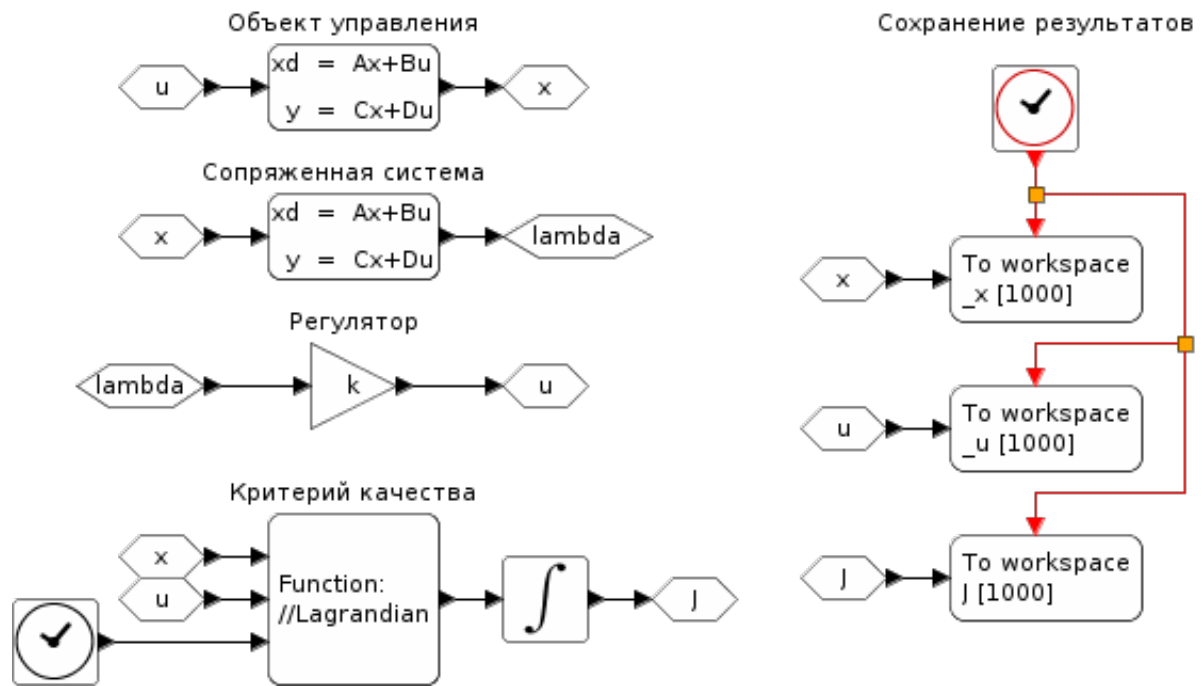 Объект управления
u
xd = Ax+Bu
y = Cx+Du
x
Сопряженная система
x
xd = Ax+Bu
y = Cx+Du
lambda
Регулятор
lambda
k
u
Критерий качества
x
u
Function:
//Lagrandian
∫
J
Сохранение результатов
x
To workspace
_x [1000]
u
To workspace
_u [1000]
J
To workspace
J [1000]